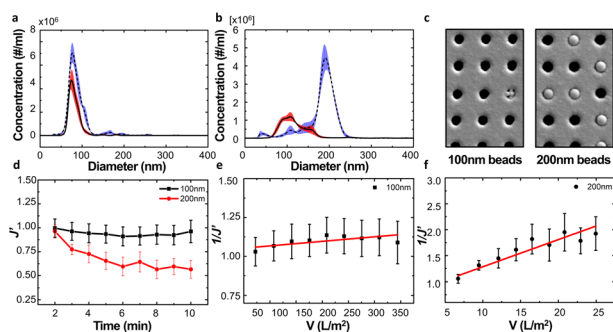 a
b
c
x10⁶
[x10⁶]
Concentration (#/ml)
8
6
4
2
0
0 100 200 300 400
Diameter (nm)
Concentration (#/ml)
6
5
4
3
2
1
0
0 100 200 300 400
Diameter (nm)
100nm beads
200nm beads
d
e
f
J'
1.00
0.75
0.50
0.25
0.00
100nm
200nm
2 4 6 8 10
Time (min)
1/J'
1.50
1.25
1.00
0.75
100nm
50 100 150 200 250 300 350
V (L/m²)
1/J'
3.0
2.5
2.0
1.5
1.0
200nm
5 10 15 20 25
V (L/m²)